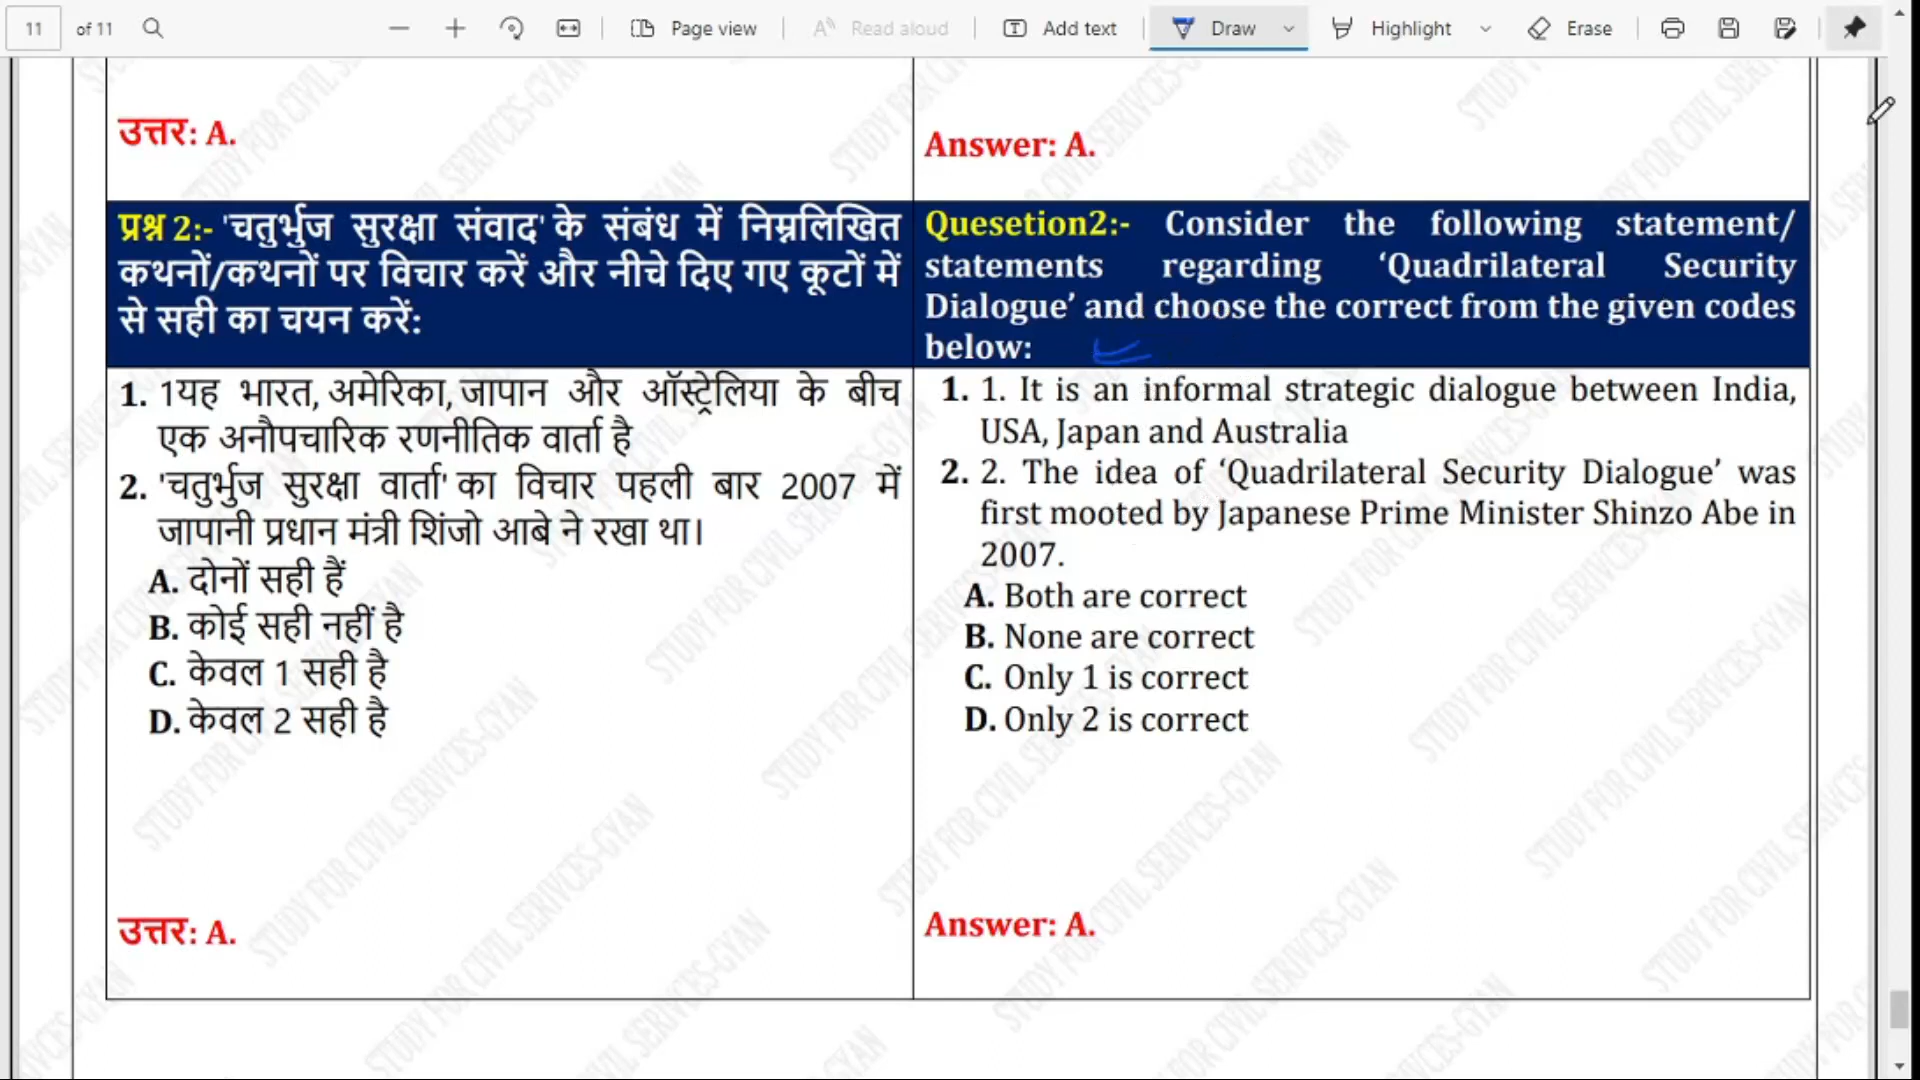 11 of 11 Page view Read aloud Add text Draw Highlight Erase
उत्तर: A.
प्रश्न 2:- 'चतुर्भुज सुरक्षा संवाद' के संबंध में निम्नलिखित
कथनों/कथनों पर विचार करें और नीचे दिए गए कूटों में
से सही का चयन करें:
1. 1यह भारत, अमेरिका, जापान और ऑस्ट्रेलिया के बीच
एक अनौपचारिक रणनीतिक वार्ता है
2. 'चतुर्भुज सुरक्षा वार्ता' का विचार पहली बार 2007 में
जापानी प्रधान मंत्री शिंजो आबे ने रखा था।
A. दोनों सही हैं
B. कोई सही नहीं है
C. केवल 1 सही है
D. केवल 2 सही है
उत्तर: A.
Answer: A.
Quesetion2:- Consider the following statement/
statements regarding ‘Quadrilateral Security
Dialogue’ and choose the correct from the given codes
below:
1. 1. It is an informal strategic dialogue between India,
USA, Japan and Australia
2. 2. The idea of ‘Quadrilateral Security Dialogue’ was
first mooted by Japanese Prime Minister Shinzo Abe in
2007.
A. Both are correct
B. None are correct
C. Only 1 is correct
D. Only 2 is correct
Answer: A.
STUDY FOR CIVIL SERIVCES-GYAN